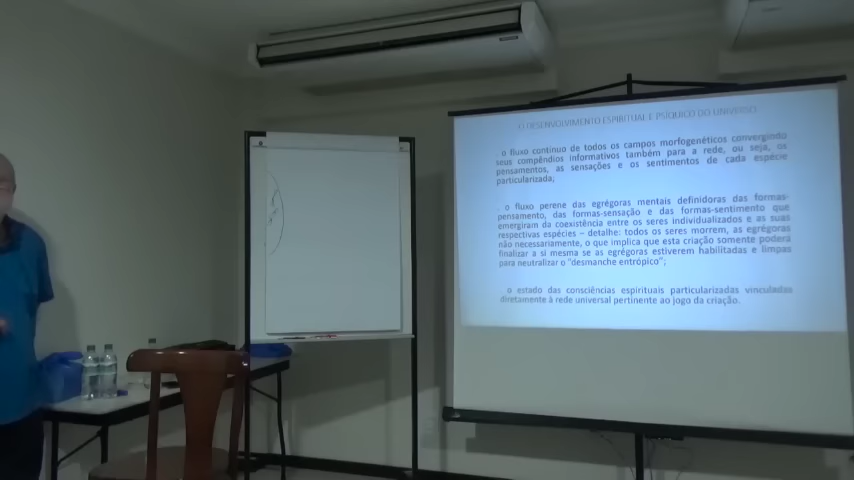 O DESENVOLVIMENTO ESPIRITUAL E PSÍQUICO DO UNIVERSO
o fluxo contínuo de todos os campos morfogenéticos convergindo
seus compêndios informativos também para a rede, ou seja, os
pensamentos, as sensações e os sentimentos de cada espécie
particularizada;
o fluxo perene das egrégoras mentais definidoras das formas-
pensamento, das formas-sensação e das formas-sentimento que
emergiram da coexistência entre os seres individualizados e as suas
respectivas espécies – detalhe: todos os seres morrem, as egrégoras
não necessariamente, o que implica que esta criação somente poderá
finalizar a si mesma se as egrégoras estiverem habilitadas e limpas
para neutralizar o "desmanche entrópico";
o estado das consciências espirituais particularizadas vinculadas
diretamente à rede universal pertinente ao jogo da criação.